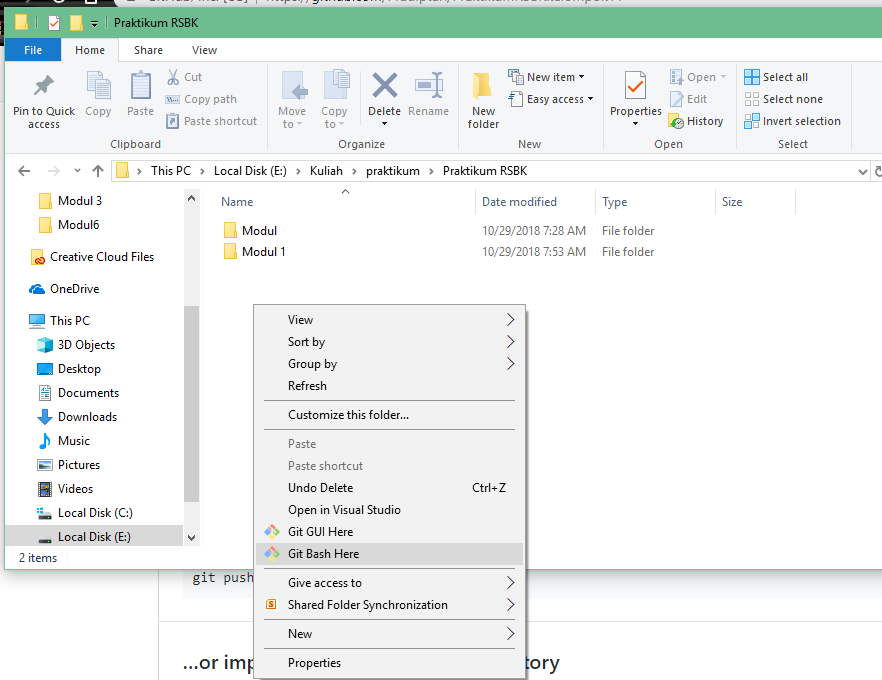 Praktikum RSBK
File Home Share View
Pin to Quick access
Copy
Paste
Cut
Copy path
Paste shortcut
Clipboard
Move to
Copy to
Delete
Rename
Organize
New folder
New item
Easy access
New
Properties
Open
Edit
History
Open
Select all
Select none
Invert selection
Select
This PC > Local Disk (E:) > Kuliah > praktikum > Praktikum RSBK
Modul 3
Modul6
Creative Cloud Files
OneDrive
This PC
3D Objects
Desktop
Documents
Downloads
Music
Pictures
Videos
Local Disk (C:)
Local Disk (E:)
2 items
Name Date modified Type Size
Modul 10/29/2018 7:28 AM File folder
Modul 1 10/29/2018 7:53 AM File folder
View
Sort by
Group by
Refresh
Customize this folder...
Paste
Paste shortcut
Undo Delete Ctrl+Z
Open in Visual Studio
Git GUI Here
Git Bash Here
Give access to
Shared Folder Synchronization
New
Properties
git push
...or imp
tory